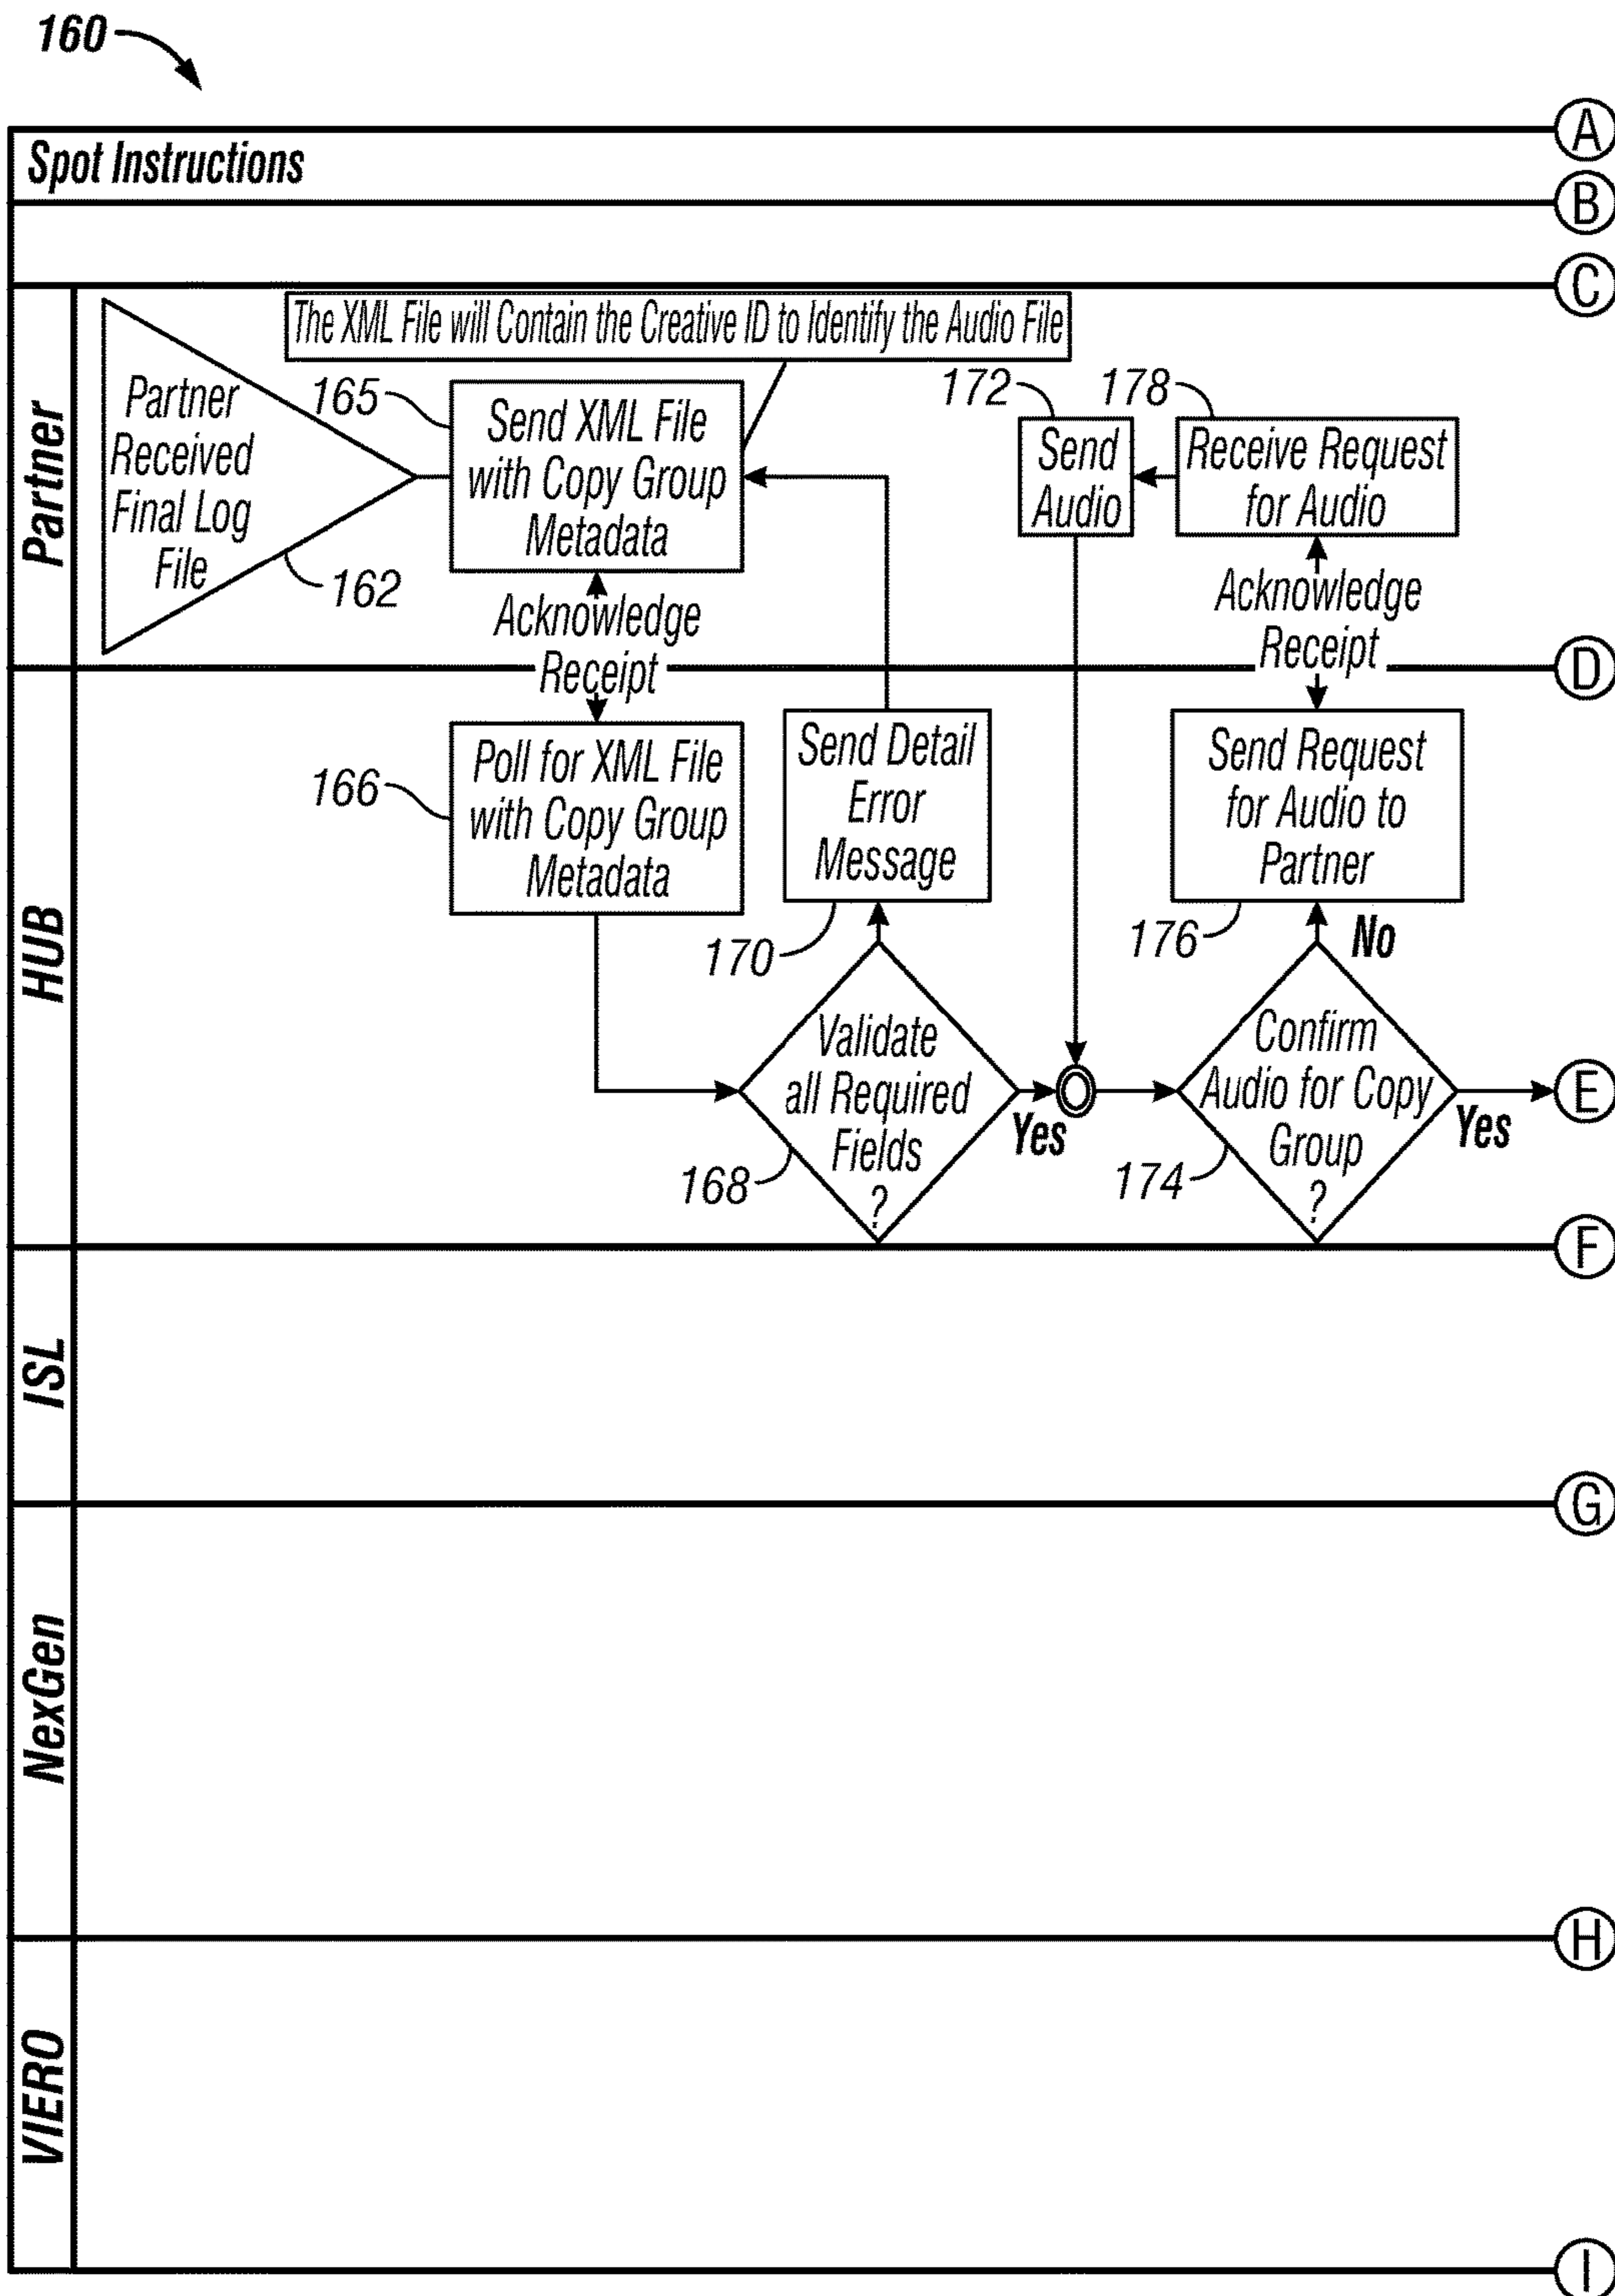 160
A
Spot Instructions
B
C
Partner
The XML File will Contain the Creative ID to Identify the Audio File
Partner
Received
Final Log
File
162
165
Send XML File
with Copy Group
Metadata
172
Send
Audio
178
Receive Request
for Audio
Acknowledge
Receipt
Acknowledge
Receipt
D
HUB
166
Poll for XML File
with Copy Group
Metadata
Send Detail
Error
Message
170
Send Request
for Audio to
Partner
176
No
Validate
all Required
Fields
?
168
Yes
Confirm
Audio for Copy
Group
?
174
Yes
E
F
ISL
G
NexGen
H
VIERO
I